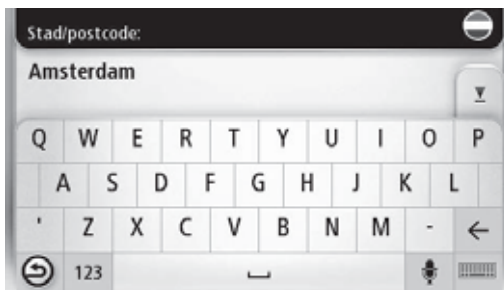 Stad/postcode:
Amsterdam
Q W E R T Y U I O P
A S D F G H J K L
' Z X C V B N M -
123